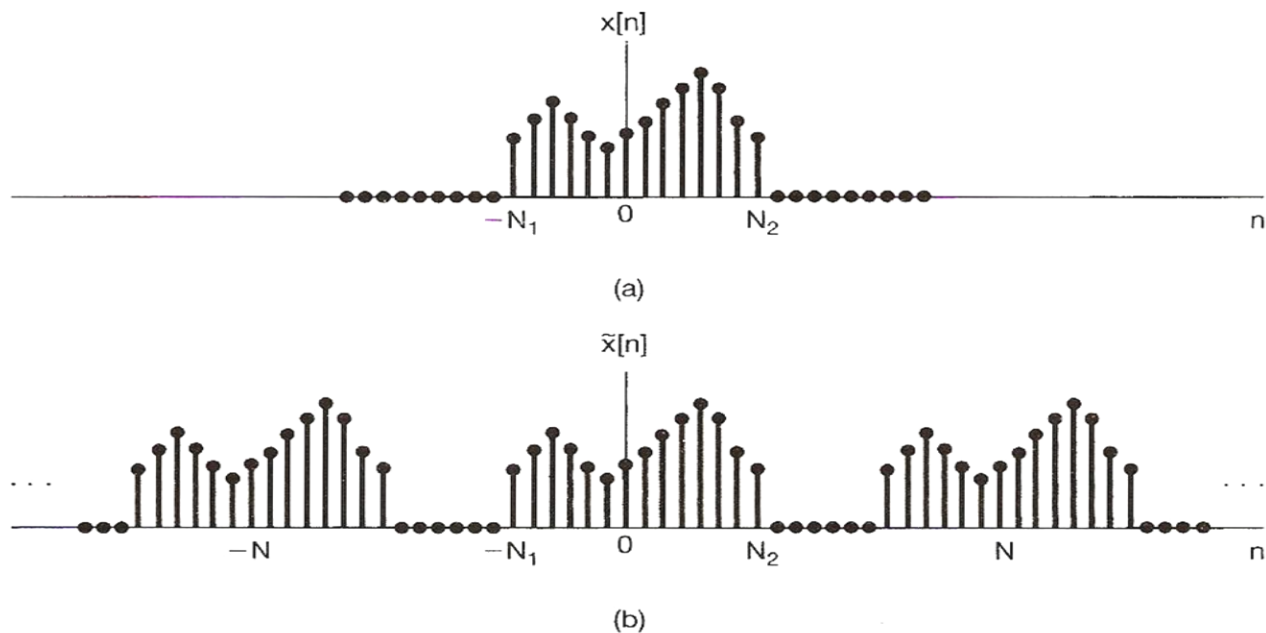 x[n]
−N₁ 0 N₂ n
(a)
x̃[n]
. . . . . .
−N −N₁ 0 N₂ N n
(b)